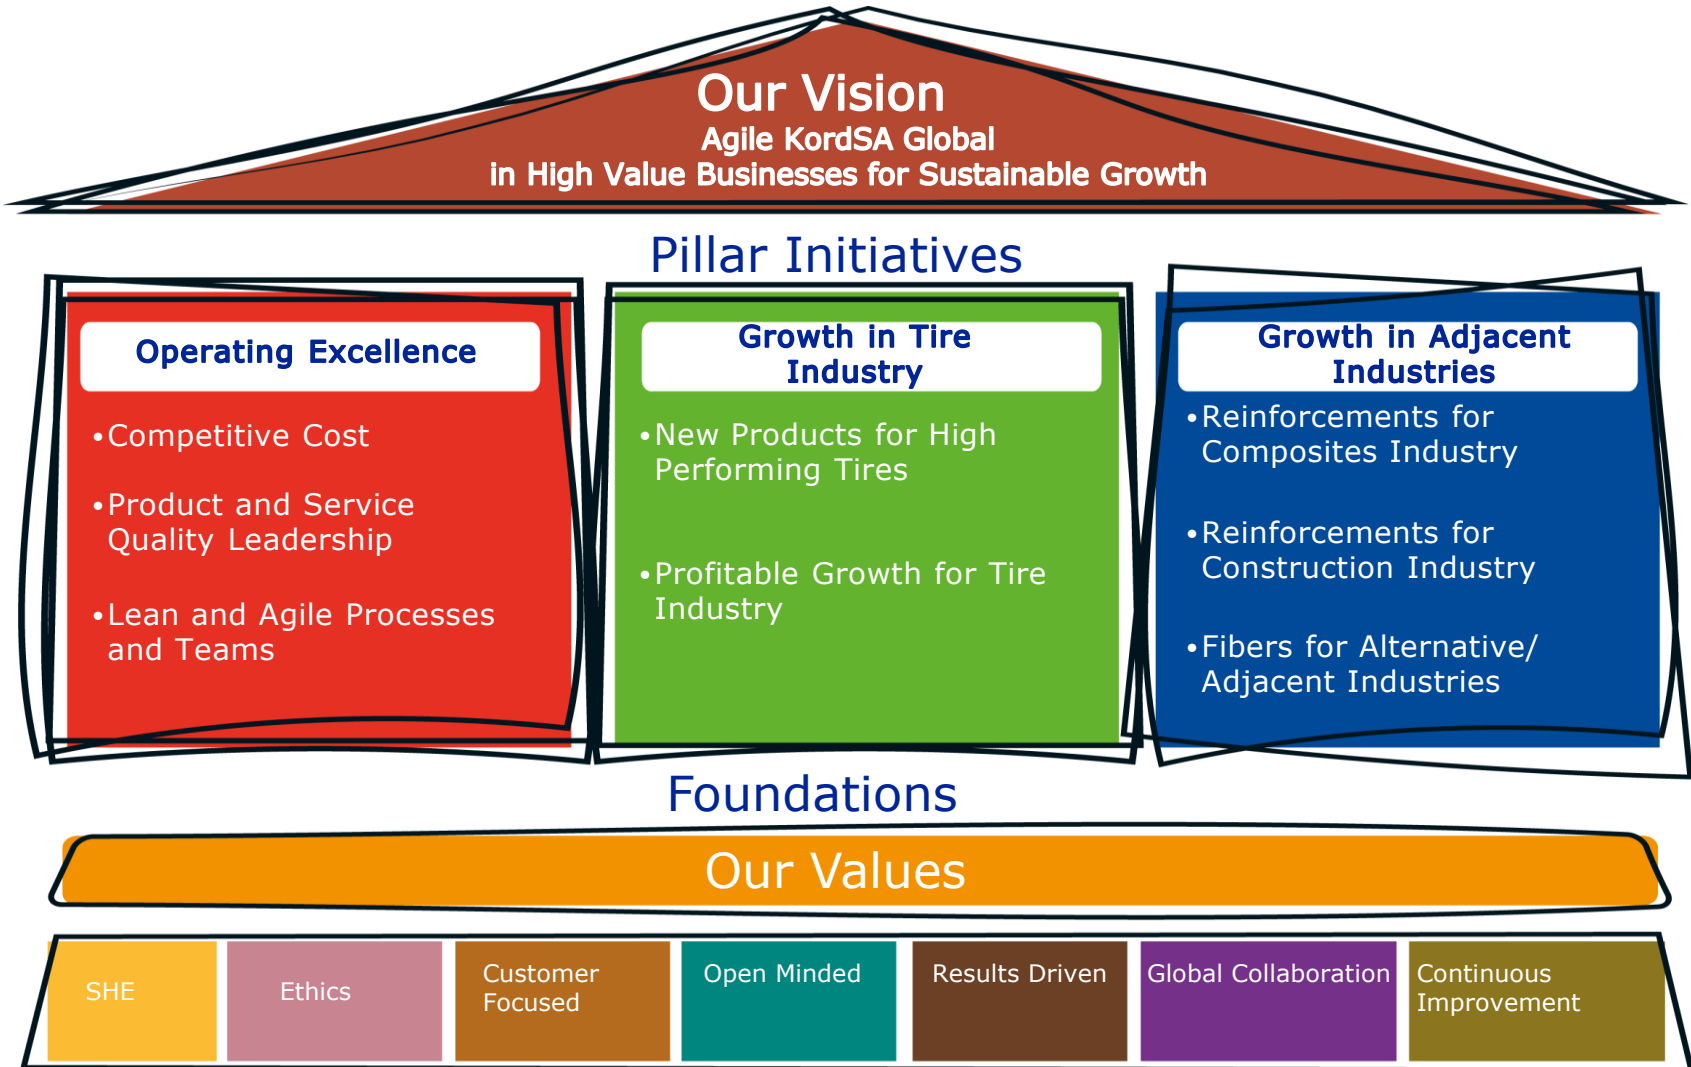 Our Vision
Agile KordSA Global
in High Value Businesses for Sustainable Growth
Pillar Initiatives
Operating Excellence
•Competitive Cost
•Product and Service
Quality Leadership
•Lean and Agile Processes
and Teams
Growth in Tire
Industry
•New Products for High
Performing Tires
•Profitable Growth for Tire
Industry
Growth in Adjacent
Industries
•Reinforcements for
Composites Industry
•Reinforcements for
Construction Industry
•Fibers for Alternative/
Adjacent Industries
Foundations
Our Values
SHE
Ethics
Customer
Focused
Open Minded
Results Driven
Global Collaboration
Continuous
Improvement